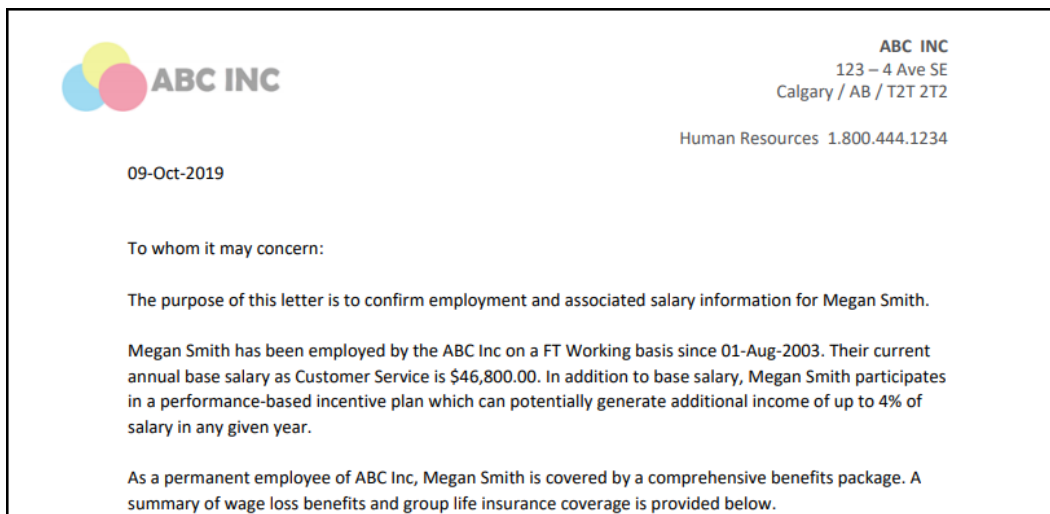 ABC INC
ABC INC
123 – 4 Ave SE
Calgary / AB / T2T 2T2
Human Resources 1.800.444.1234
09-Oct-2019
To whom it may concern:
The purpose of this letter is to confirm employment and associated salary information for Megan Smith.
Megan Smith has been employed by the ABC Inc on a FT Working basis since 01-Aug-2003. Their current
annual base salary as Customer Service is $46,800.00. In addition to base salary, Megan Smith participates
in a performance-based incentive plan which can potentially generate additional income of up to 4% of
salary in any given year.
As a permanent employee of ABC Inc, Megan Smith is covered by a comprehensive benefits package. A
summary of wage loss benefits and group life insurance coverage is provided below.